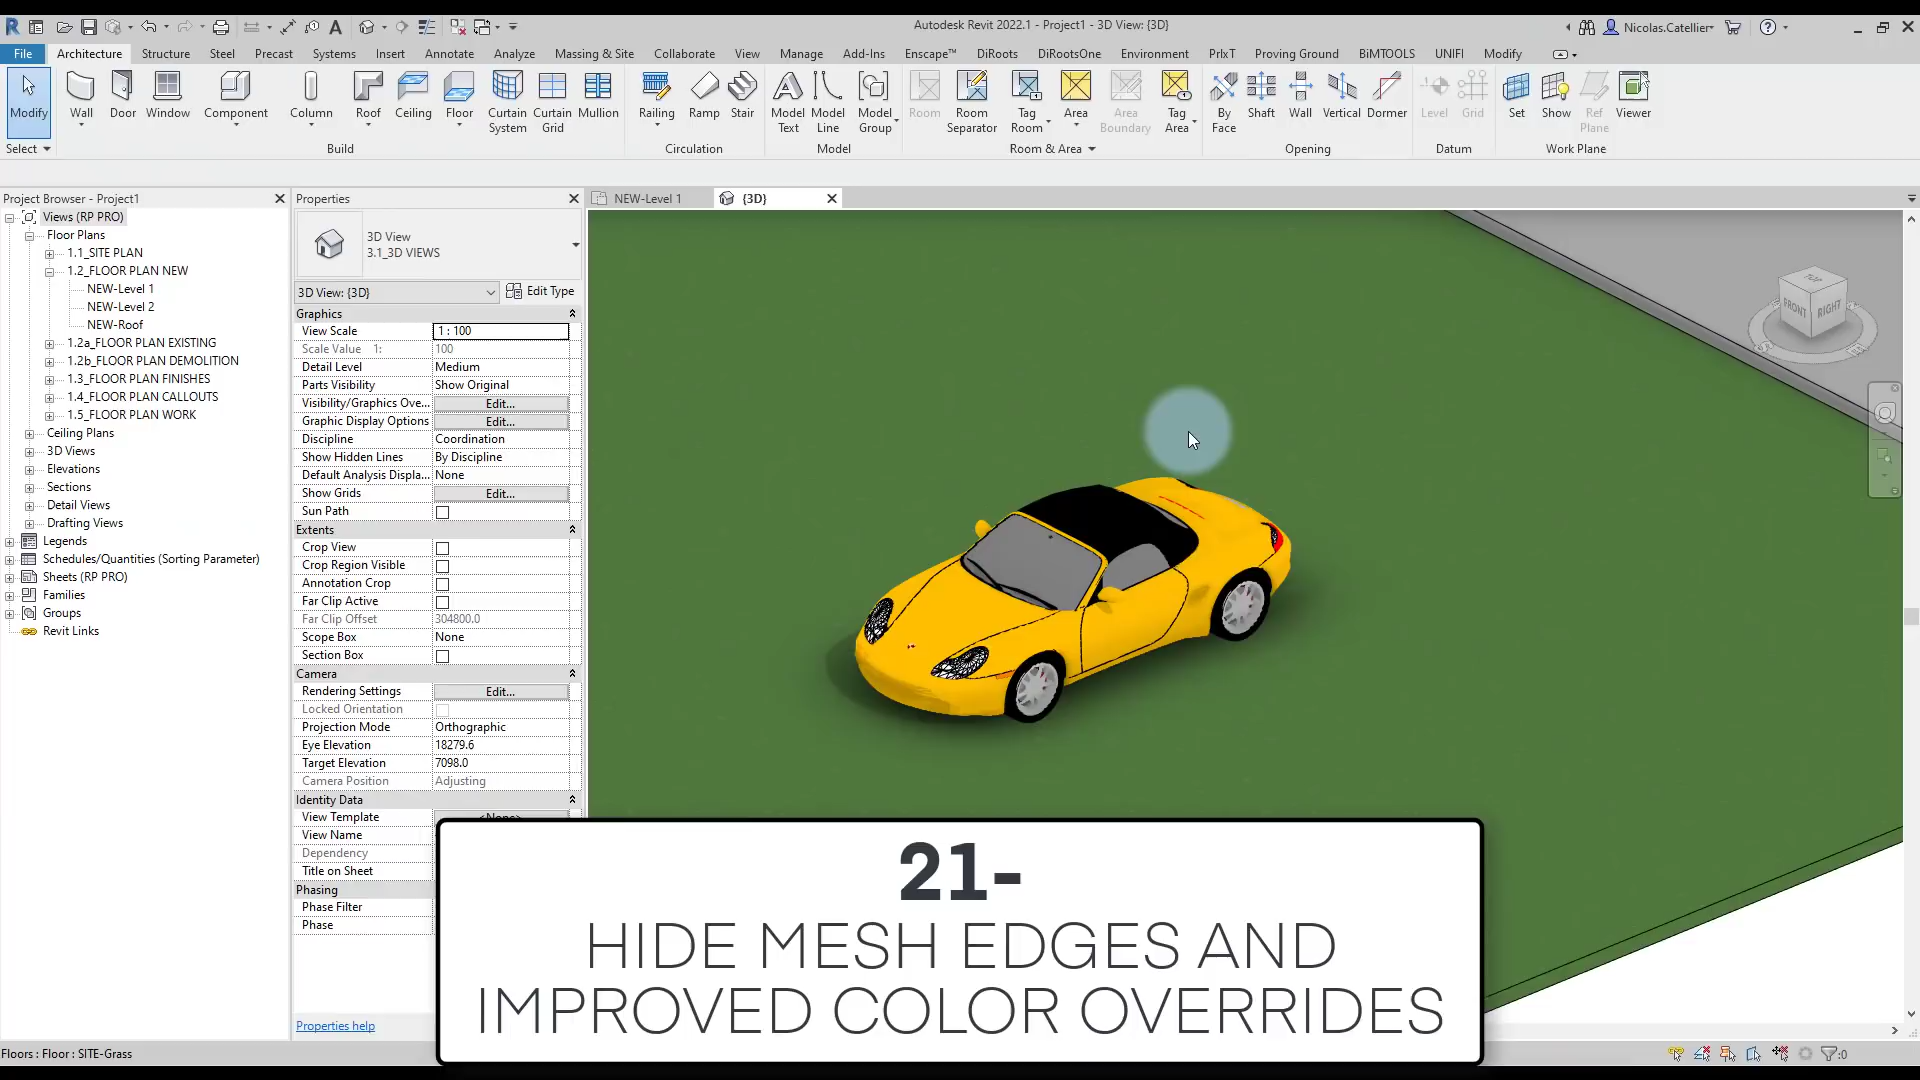 Autodesk Revit 2022.1 - Project1 - 3D View: {3D}
Nicolas.Catellier
File Architecture Structure Steel Precast Systems Insert Annotate Analyze Massing & Site Collaborate View Manage Add-Ins Enscape™ DiRoots DiRootsOne Environment PrlxT Proving Ground BiMTOOLS UNIFI Modify
Modify Wall Door Window Component Column Roof Ceiling Floor Curtain System Curtain Grid Mullion Railing Ramp Stair Model Text Model Line Model Group Room Room Separator Tag Room Area Area Boundary Tag Area By Face Shaft Wall Vertical Dormer Level Grid Set Show Ref Plane Viewer
Select Build Circulation Model Room & Area Opening Datum Work Plane
Project Browser - Project1
Views (RP PRO)
Floor Plans
1.1_SITE PLAN
1.2_FLOOR PLAN NEW
NEW-Level 1
NEW-Level 2
NEW-Roof
1.2a_FLOOR PLAN EXISTING
1.2b_FLOOR PLAN DEMOLITION
1.3_FLOOR PLAN FINISHES
1.4_FLOOR PLAN CALLOUTS
1.5_FLOOR PLAN WORK
Ceiling Plans
3D Views
Elevations
Sections
Detail Views
Drafting Views
Legends
Schedules/Quantities (Sorting Parameter)
Sheets (RP PRO)
Families
Groups
Revit Links
Properties
3D View
3.1_3D VIEWS
3D View: {3D} Edit Type
Graphics
View Scale 1 : 100
Scale Value 1: 100
Detail Level Medium
Parts Visibility Show Original
Visibility/Graphics Ove... Edit...
Graphic Display Options Edit...
Discipline Coordination
Show Hidden Lines By Discipline
Default Analysis Displa... None
Show Grids Edit...
Sun Path
Extents
Crop View
Crop Region Visible
Annotation Crop
Far Clip Active
Far Clip Offset 304800.0
Scope Box None
Section Box
Camera
Rendering Settings Edit...
Locked Orientation
Projection Mode Orthographic
Eye Elevation 18279.6
Target Elevation 7098.0
Camera Position Adjusting
Identity Data
View Template <None>
View Name
Dependency
Title on Sheet
Phasing
Phase Filter
Phase
Properties help
NEW-Level 1 {3D}
TOP
FRONT RIGHT
21-
HIDE MESH EDGES AND
IMPROVED COLOR OVERRIDES
Floors : Floor : SITE-Grass
:0